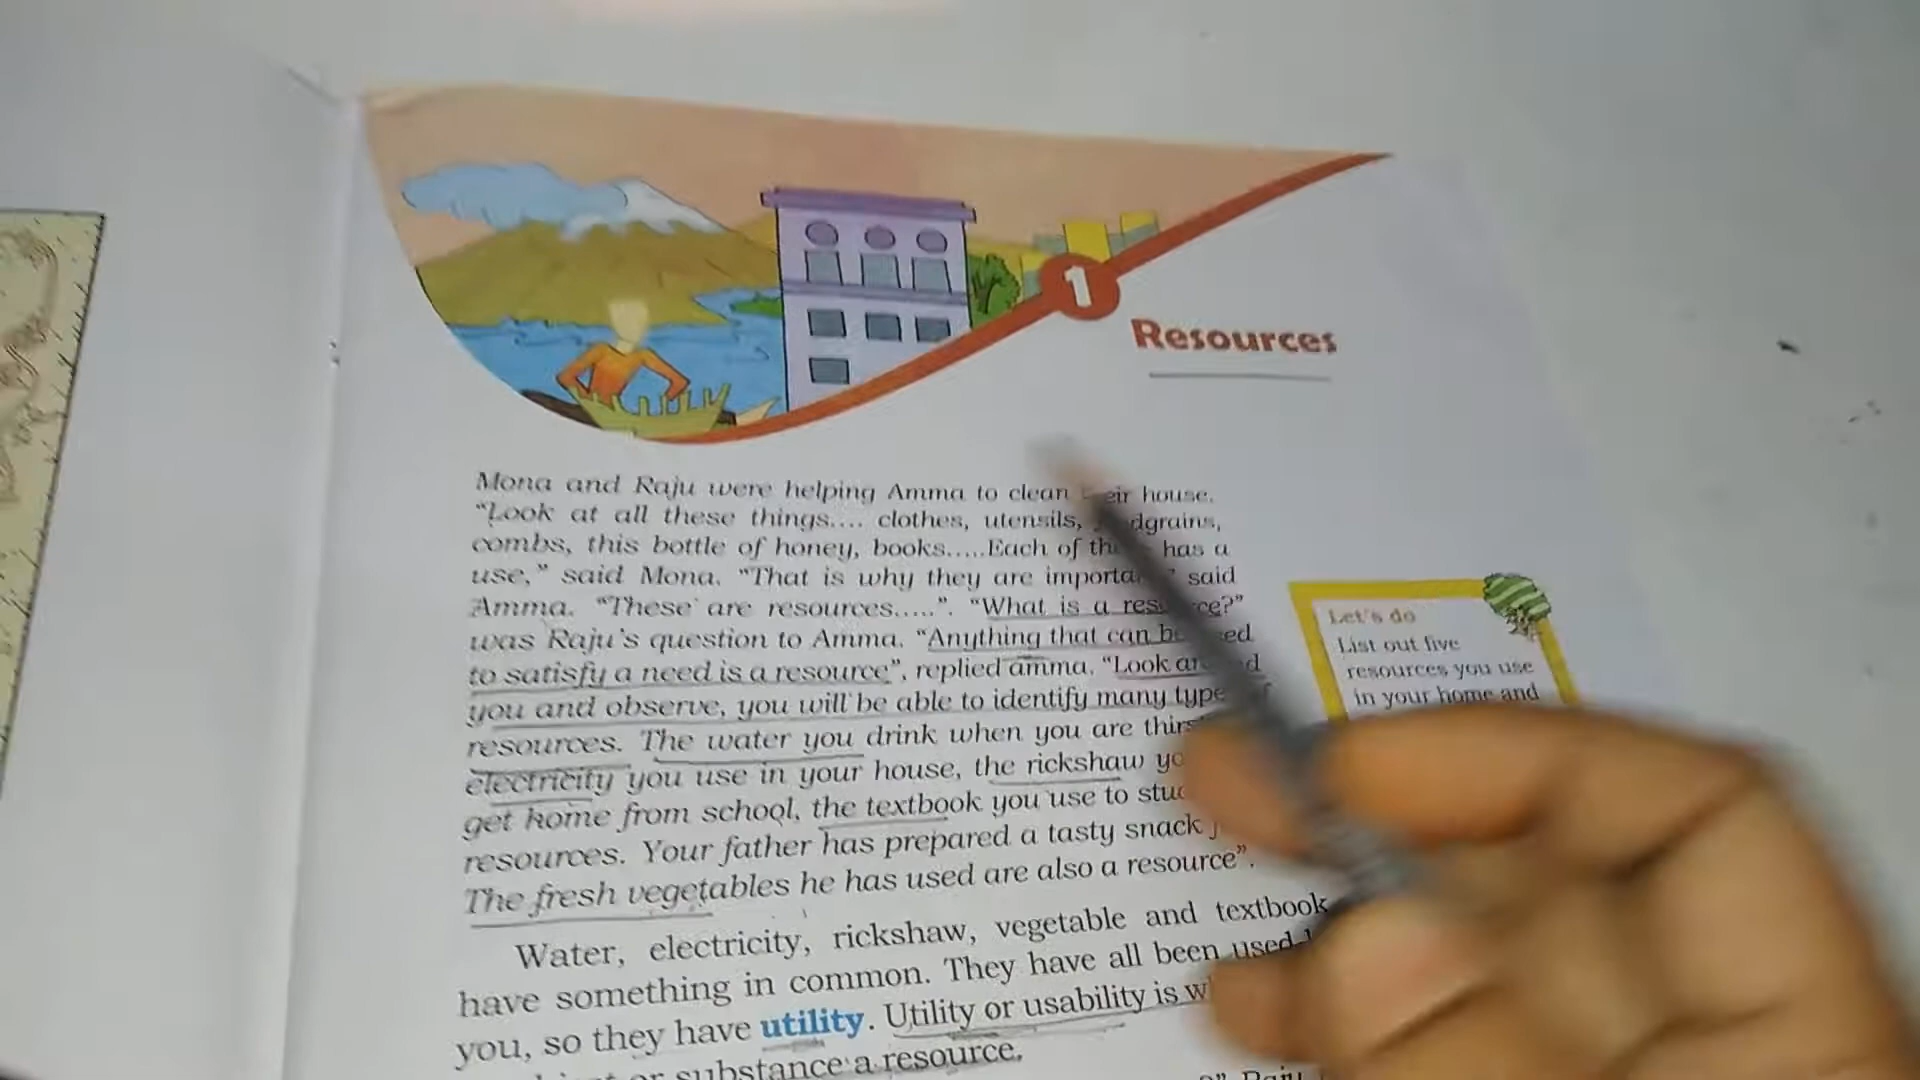 1
Resources
Mona and Raju were helping Amma to clean house.
“Look at all these things.... clothes, utensils,
combs, this bottle of honey, books.....Each of has a
use,” said Mona. “That is why they are said
Amma. “These are resources.....”. “What is a
was Raju’s question to Amma. “Anything that can
to satisfy a need is a resource”, replied amma. “Look
you and observe, you will be able to identify many
resources. The water you drink when you are
electricity you use in your house, the rickshaw
get home from school, the textbook you use to
resources. Your father has prepared a tasty snack
The fresh vegetables he has used are also a resource”.
Water, electricity, rickshaw, vegetable and textbook
have something in common. They have all been used
you, so they have utility. Utility or usability is
or substance a resource.
Raju
Let’s do
List out five
resources you use
in your home and